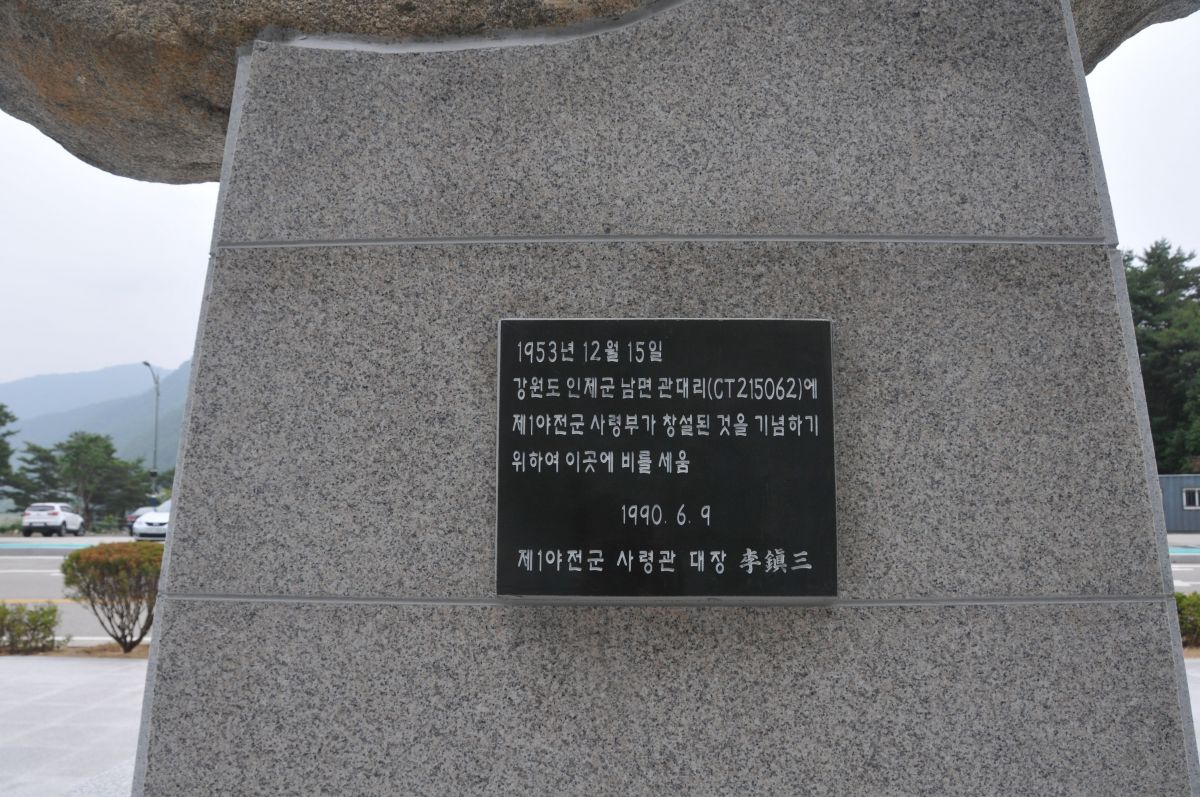 1953년 12월 15일
강원도 인제군 남면 관대리(CT215062)에
제1야전군 사령부가 창설된 것을 기념하기
위하여 이곳에 비를 세움
1990. 6. 9
제1야전군 사령관 대장 李鎭三